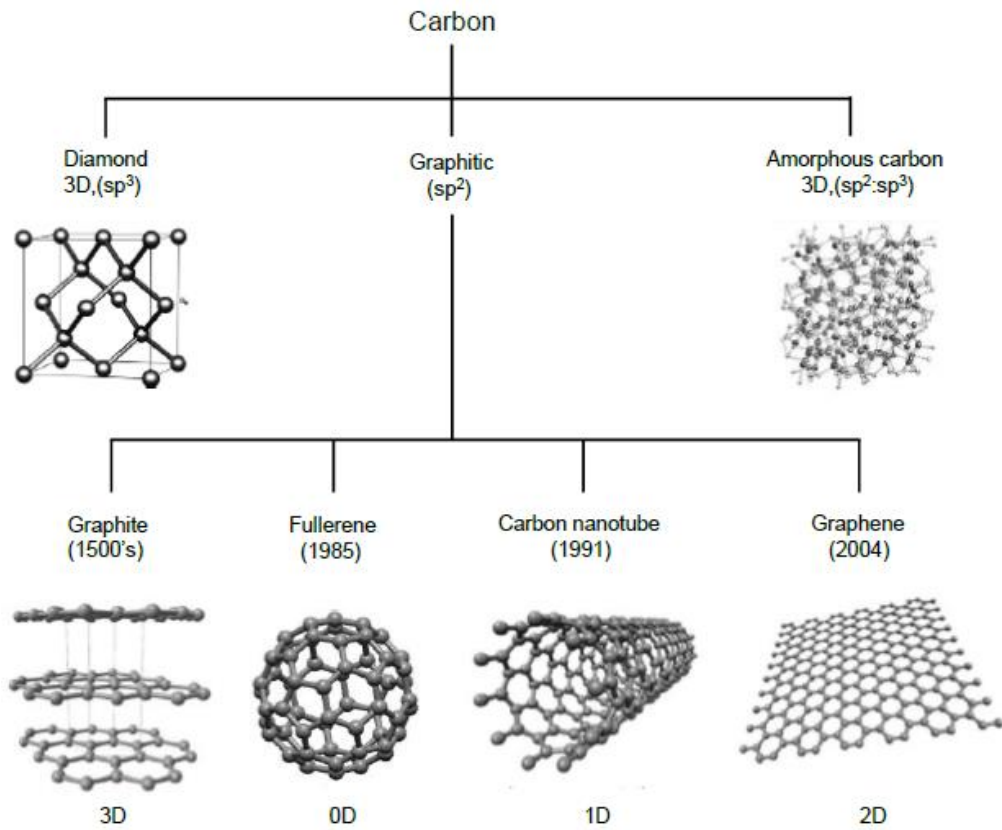 Carbon
Diamond
3D,(sp³)
Graphitic
(sp²)
Amorphous carbon
3D,(sp²:sp³)
Graphite
(1500's)
Fullerene
(1985)
Carbon nanotube
(1991)
Graphene
(2004)
3D
0D
1D
2D